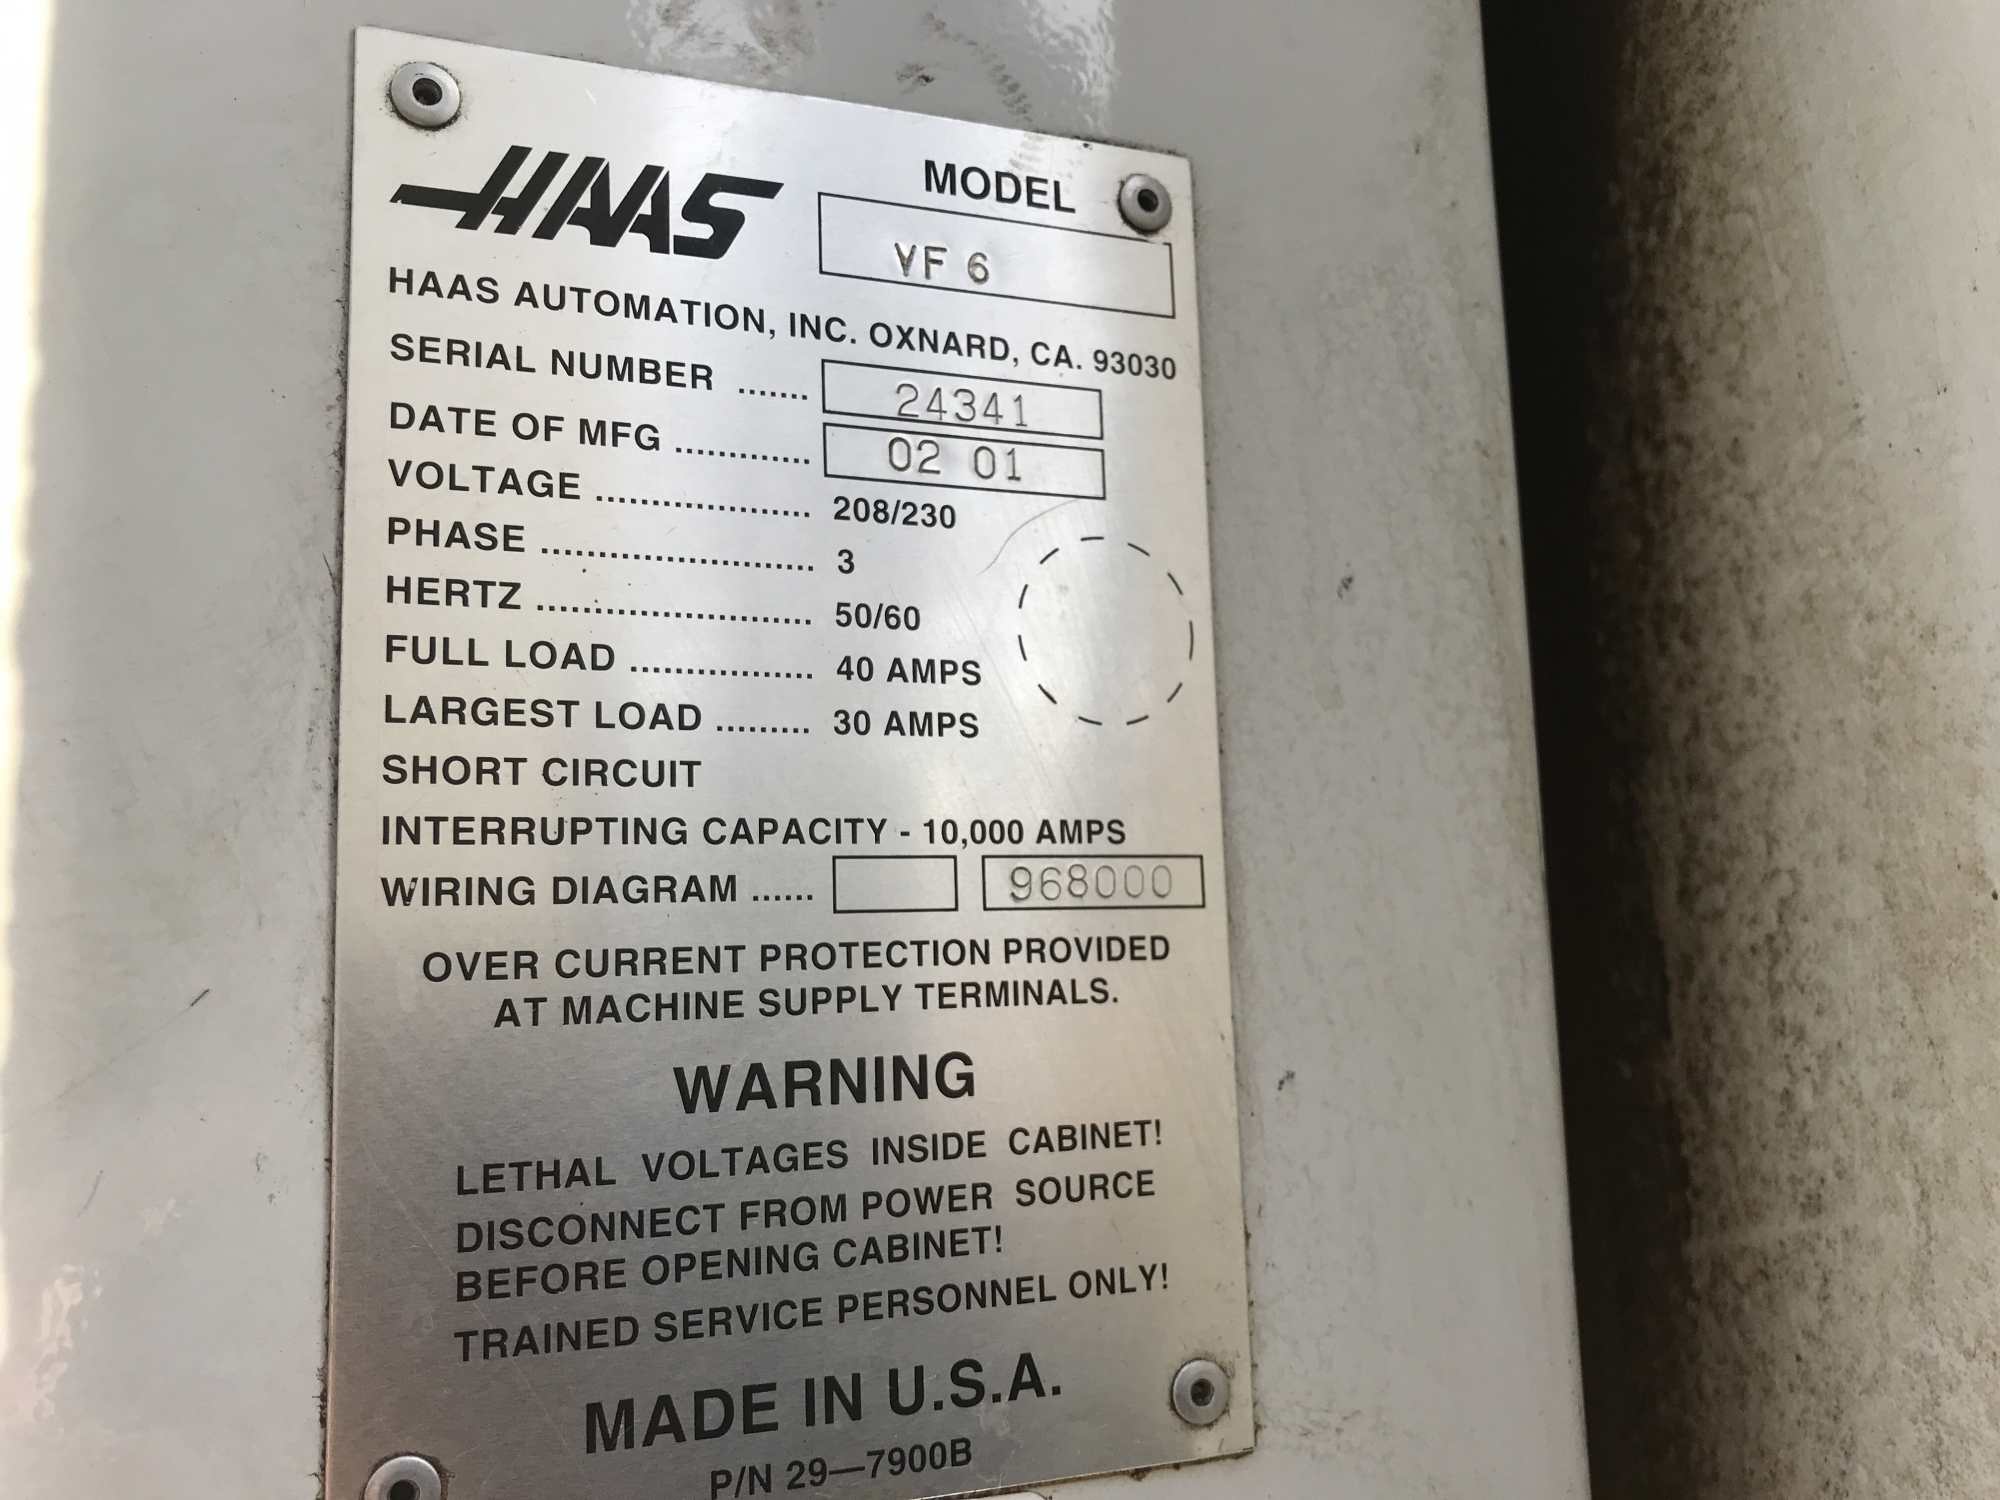 HAAS
MODEL
VF 6
HAAS AUTOMATION, INC. OXNARD, CA. 93030
SERIAL NUMBER ....... 24341
DATE OF MFG ............. 02 01
VOLTAGE ................... 208/230
PHASE ........................ 3
HERTZ ........................ 50/60
FULL LOAD ................ 40 AMPS
LARGEST LOAD ......... 30 AMPS
SHORT CIRCUIT
INTERRUPTING CAPACITY - 10,000 AMPS
WIRING DIAGRAM ...... 968000
OVER CURRENT PROTECTION PROVIDED
AT MACHINE SUPPLY TERMINALS.
WARNING
LETHAL VOLTAGES INSIDE CABINET!
DISCONNECT FROM POWER SOURCE
BEFORE OPENING CABINET!
TRAINED SERVICE PERSONNEL ONLY!
MADE IN U.S.A.
P/N 29—7900B